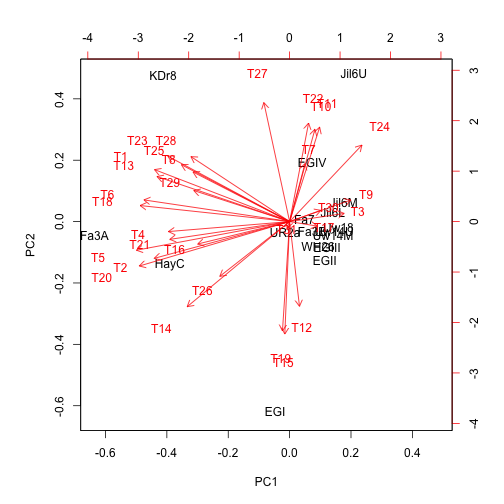 -4 -3 -2 -1 0 1 2 3
KDr8 T27 Jil6U
T22
T11
T10
T24
T23 T28
T25
T1 T8 T7
T13 EGIV
T29
T6 T9
T18 Jil6M
T3
Jil6L
Fa7
Fa3A T4 UR2a
T21
T16 WH26 EGIII
T5 HayC EGII
T2
T20
T26
T14 T12
T19
T15
EGI
0.4
0.2
0.0
-0.2
-0.4
-0.6
PC2
3
2
1
0
-1
-2
-3
-4
-0.6 -0.4 -0.2 0.0 0.2 0.4
PC1